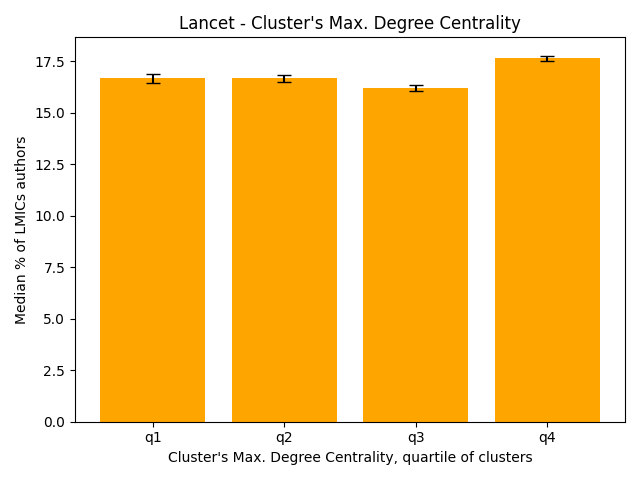 Lancet - Cluster's Max. Degree Centrality
Median % of LMICs authors
17.5
15.0
12.5
10.0
7.5
5.0
2.5
0.0
q1
q2
q3
q4
Cluster's Max. Degree Centrality, quartile of clusters